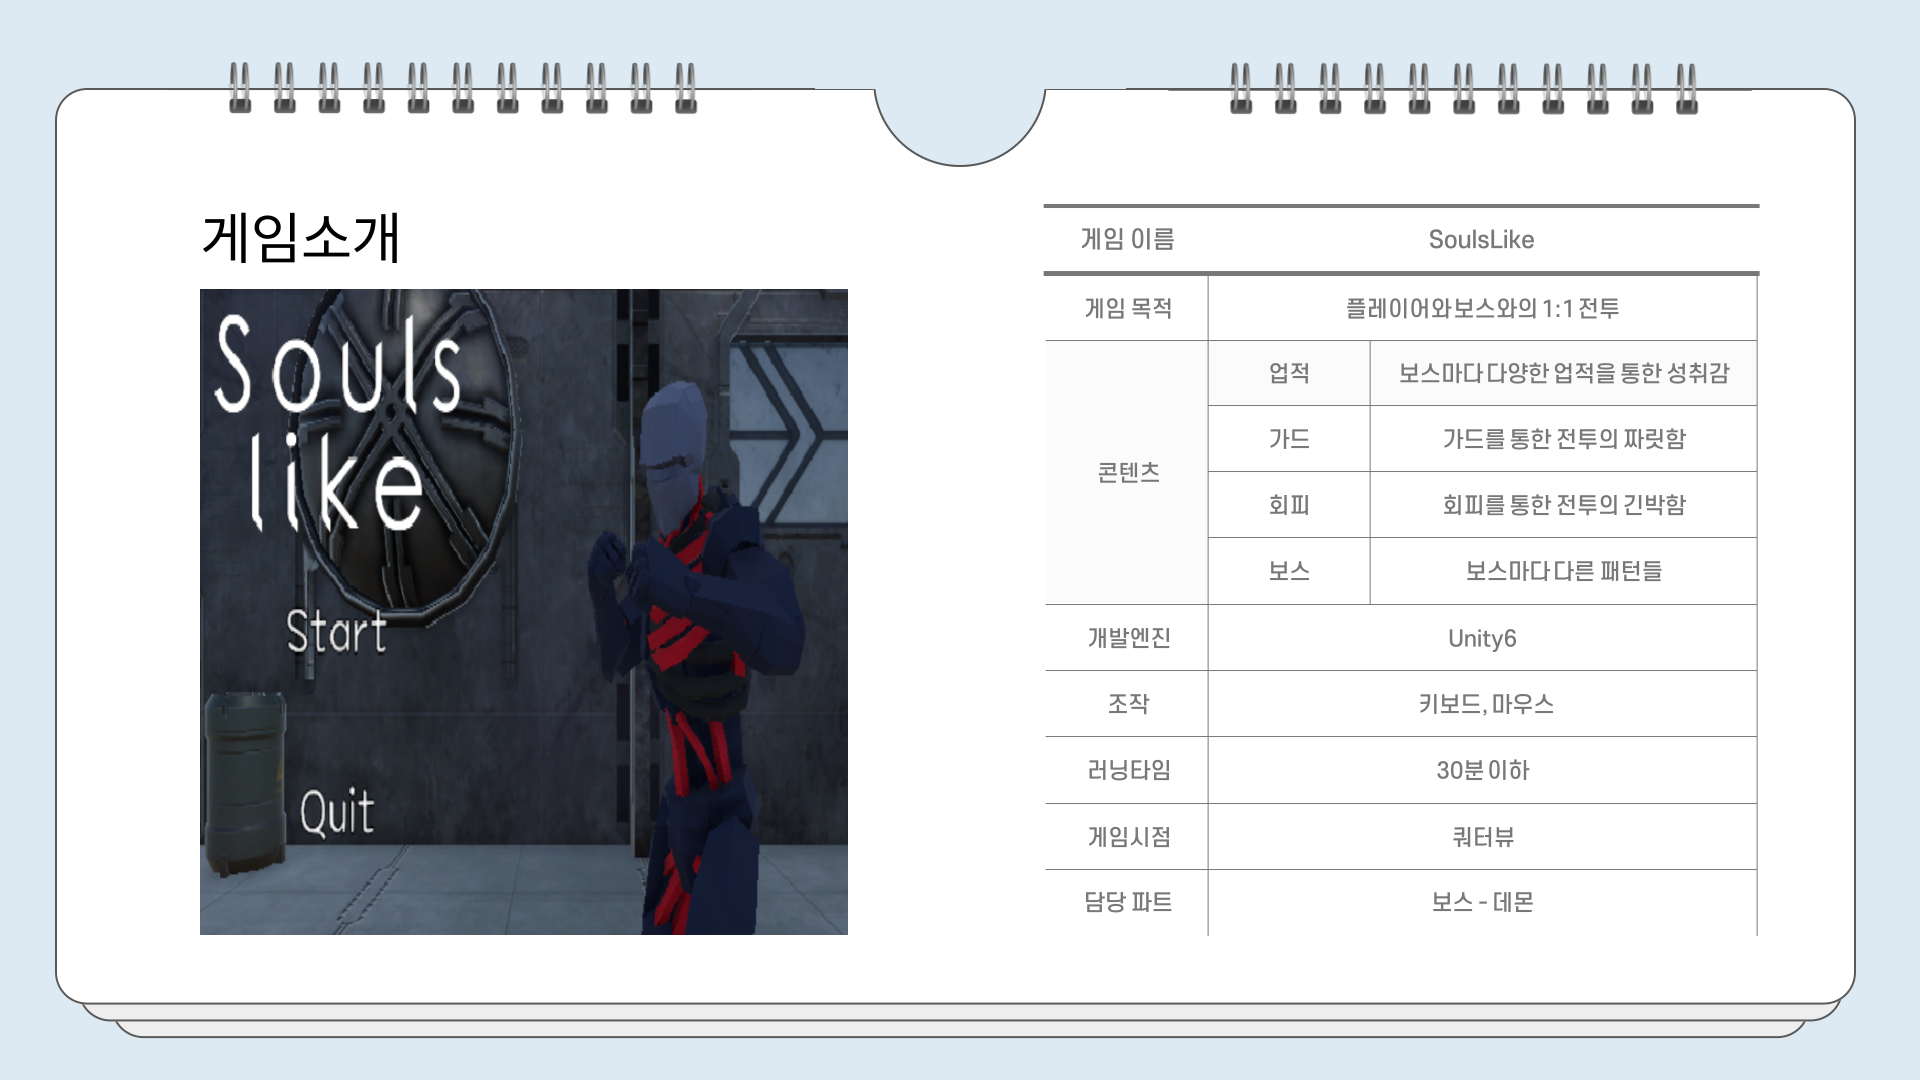 게임소개
Souls
like
Start
Quit
게임 이름 SoulsLike
게임 목적 플레이어와 보스와의 1:1 전투
콘텐츠
업적 보스마다 다양한 업적을 통한 성취감
가드 가드를 통한 전투의 짜릿함
회피 회피를 통한 전투의 긴박함
보스 보스마다 다른 패턴들
개발엔진 Unity6
조작 키보드, 마우스
러닝타임 30분 이하
게임시점 쿼터뷰
담당 파트 보스 - 데몬